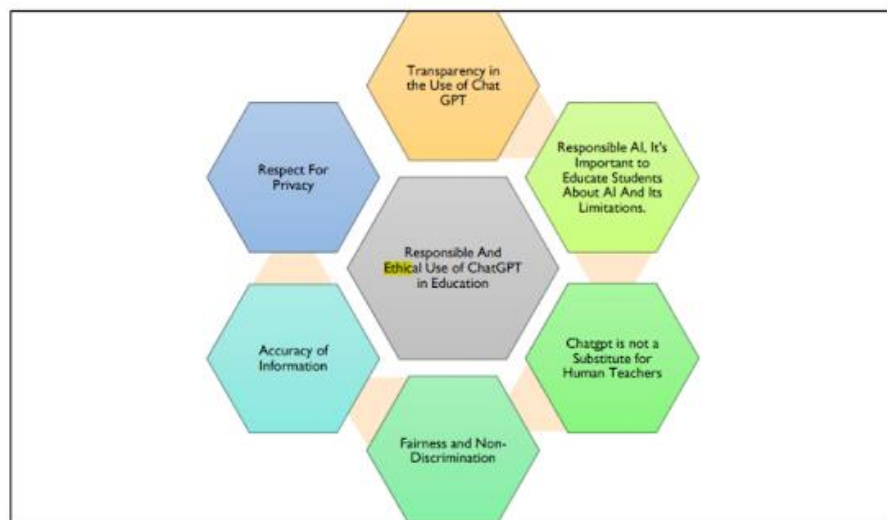 Transparency in
the Use of Chat
GPT
Responsible AI, It's
Important to
Educate Students
About AI And Its
Limitations.
Chatgpt is not a
Substitute for
Human Teachers
Fairness and Non-
Discrimination
Accuracy of
Information
Respect For
Privacy
Responsible And
Ethical Use of ChatGPT
in Education